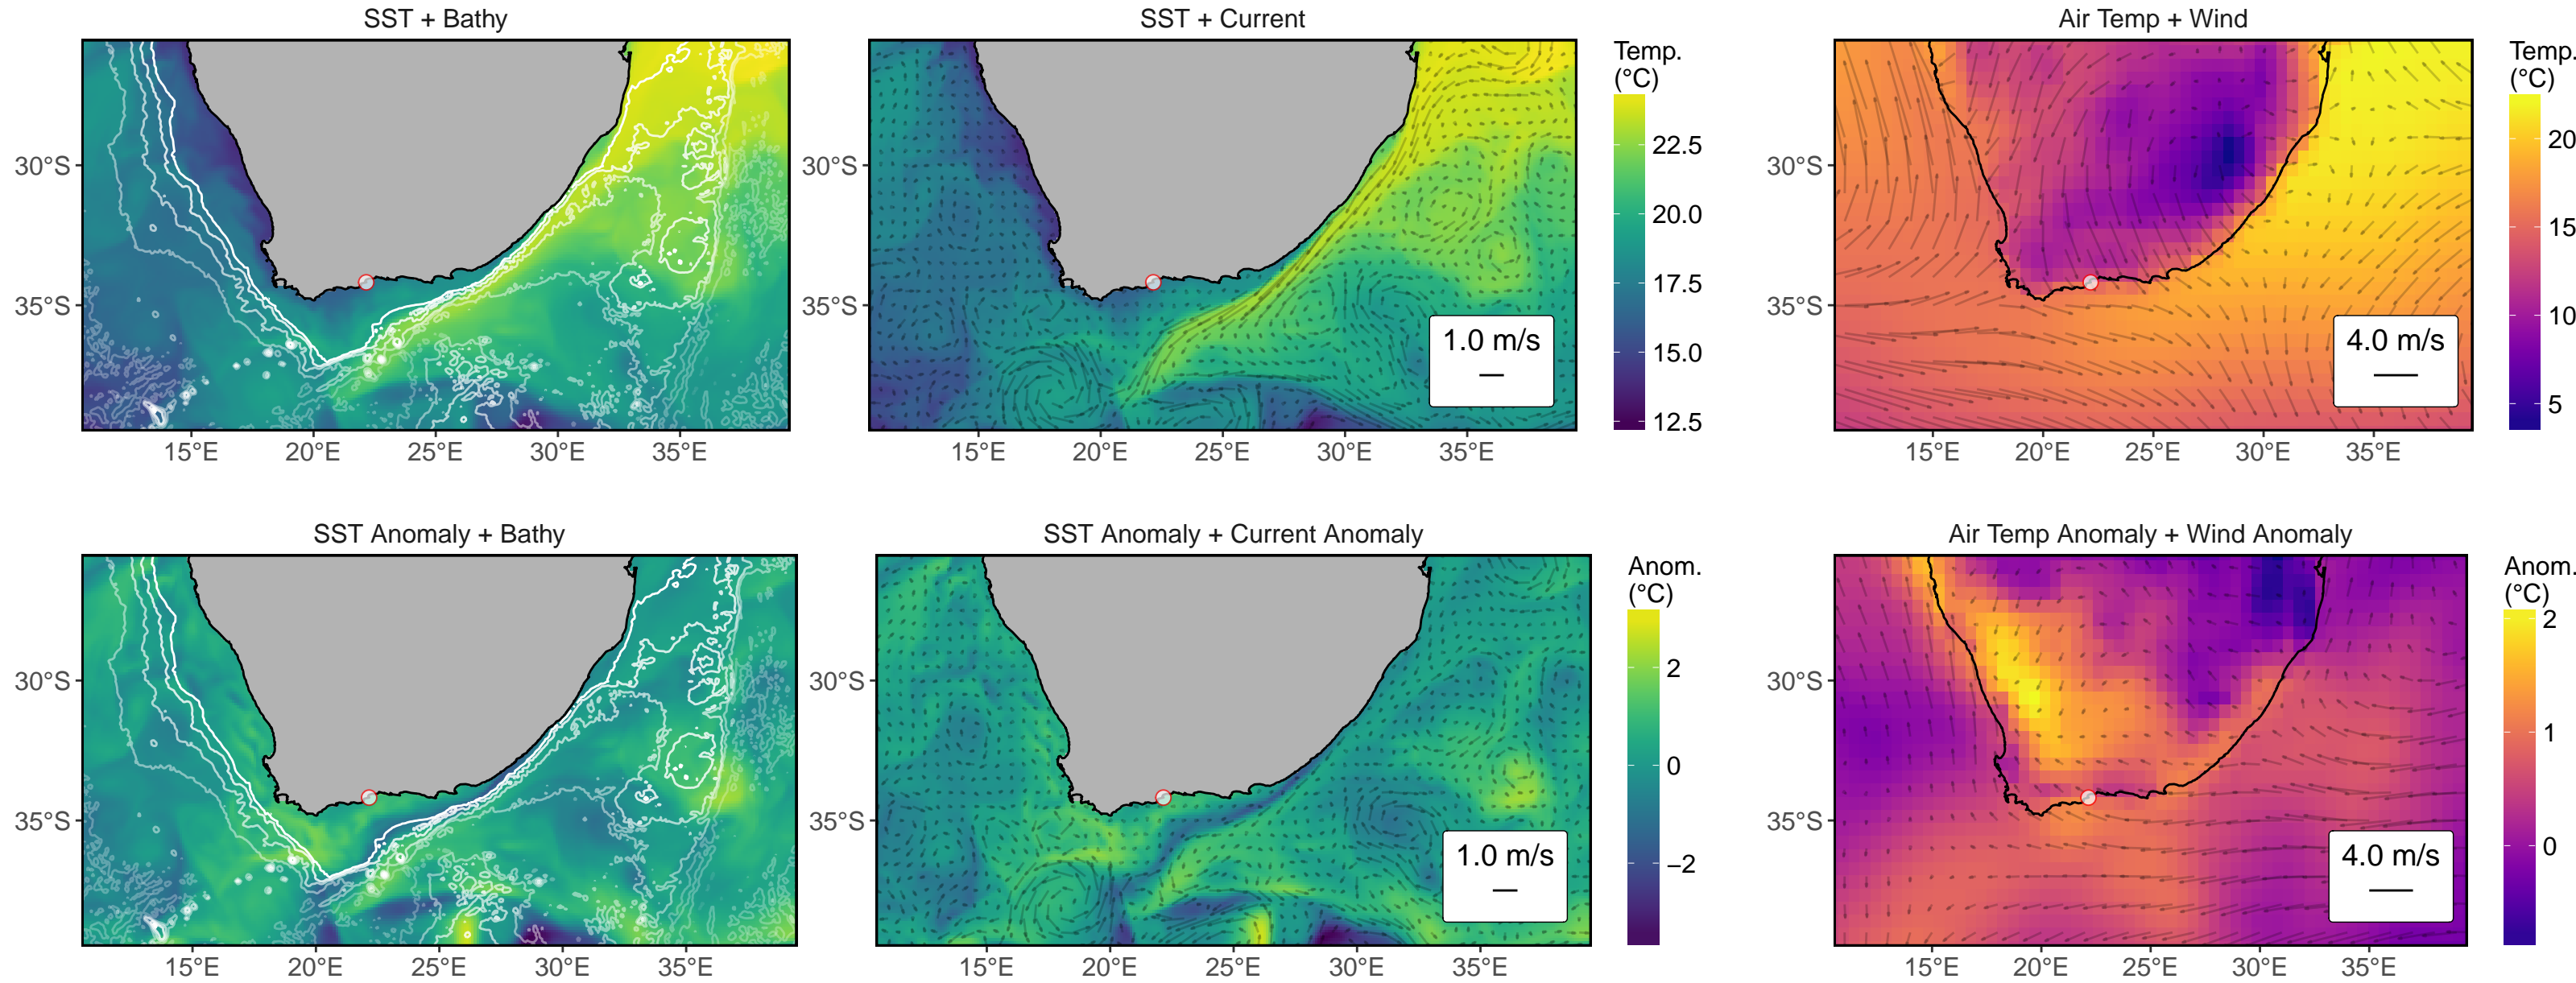 SST + Bathy
SST + Current
Air Temp + Wind
30°S
35°S
15°E 20°E 25°E 30°E 35°E
30°S
35°S
15°E 20°E 25°E 30°E 35°E
1.0 m/s
Temp.
(°C)
22.5
20.0
17.5
15.0
12.5
30°S
35°S
15°E 20°E 25°E 30°E 35°E
4.0 m/s
Temp.
(°C)
20
15
10
5
SST Anomaly + Bathy
SST Anomaly + Current Anomaly
Air Temp Anomaly + Wind Anomaly
30°S
35°S
15°E 20°E 25°E 30°E 35°E
30°S
35°S
15°E 20°E 25°E 30°E 35°E
1.0 m/s
Anom.
(°C)
2
0
−2
30°S
35°S
15°E 20°E 25°E 30°E 35°E
4.0 m/s
Anom.
(°C)
2
1
0